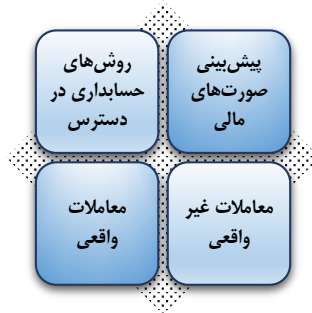 پیش‌بینی
صورت‌های
مالی
روش‌های
حسابداری در
دسترس
معاملات غیر
واقعی
معاملات
واقعی